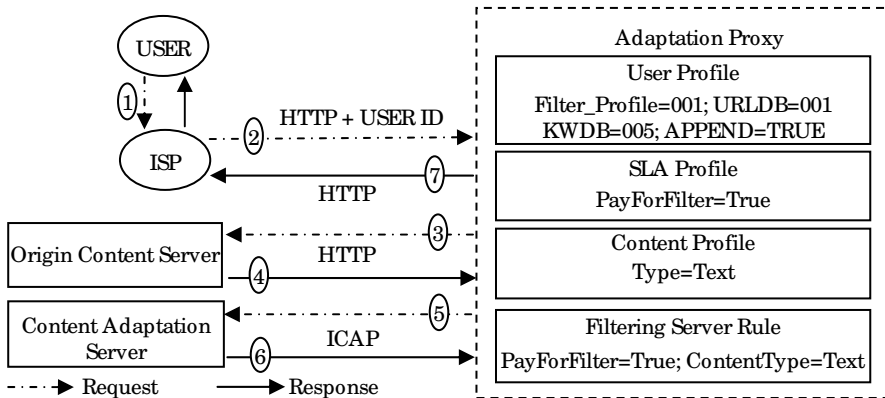 USER
①
ISP
HTTP + USER ID
②
⑦
HTTP
③
HTTP
④
Origin Content Server
⑤
ICAP
⑥
Content Adaptation
Server
Request
Response
Adaptation Proxy
User Profile
Filter_Profile=001; URLDB=001
KWDB=005; APPEND=TRUE
SLA Profile
PayForFilter=True
Content Profile
Type=Text
Filtering Server Rule
PayForFilter=True; ContentType=Text